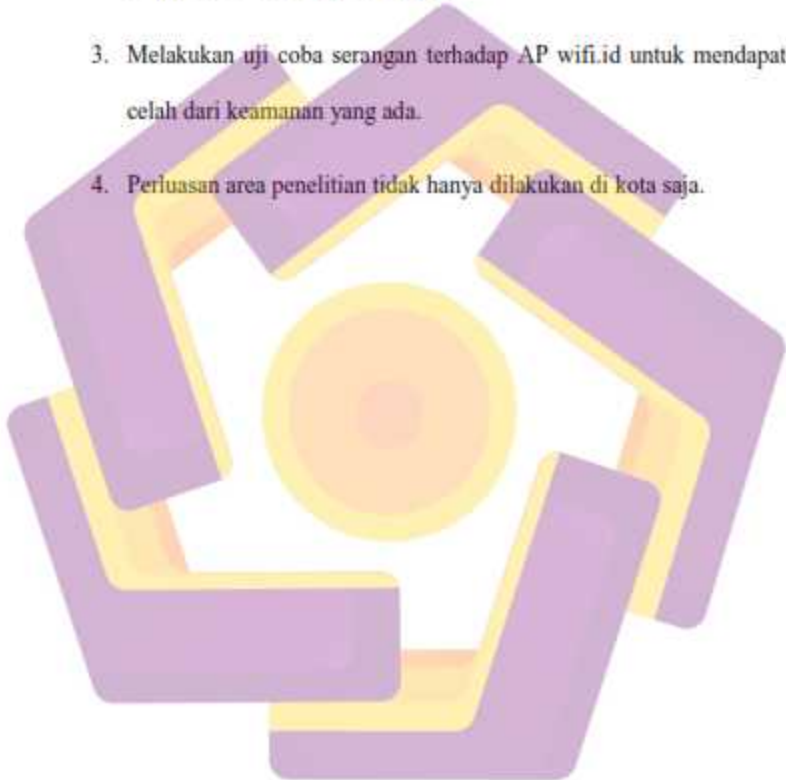 3. Melakukan uji coba serangan terhadap AP wifi.id untuk mendapat
celah dari keamanan yang ada.
4. Perluasan area penelitian tidak hanya dilakukan di kota saja.